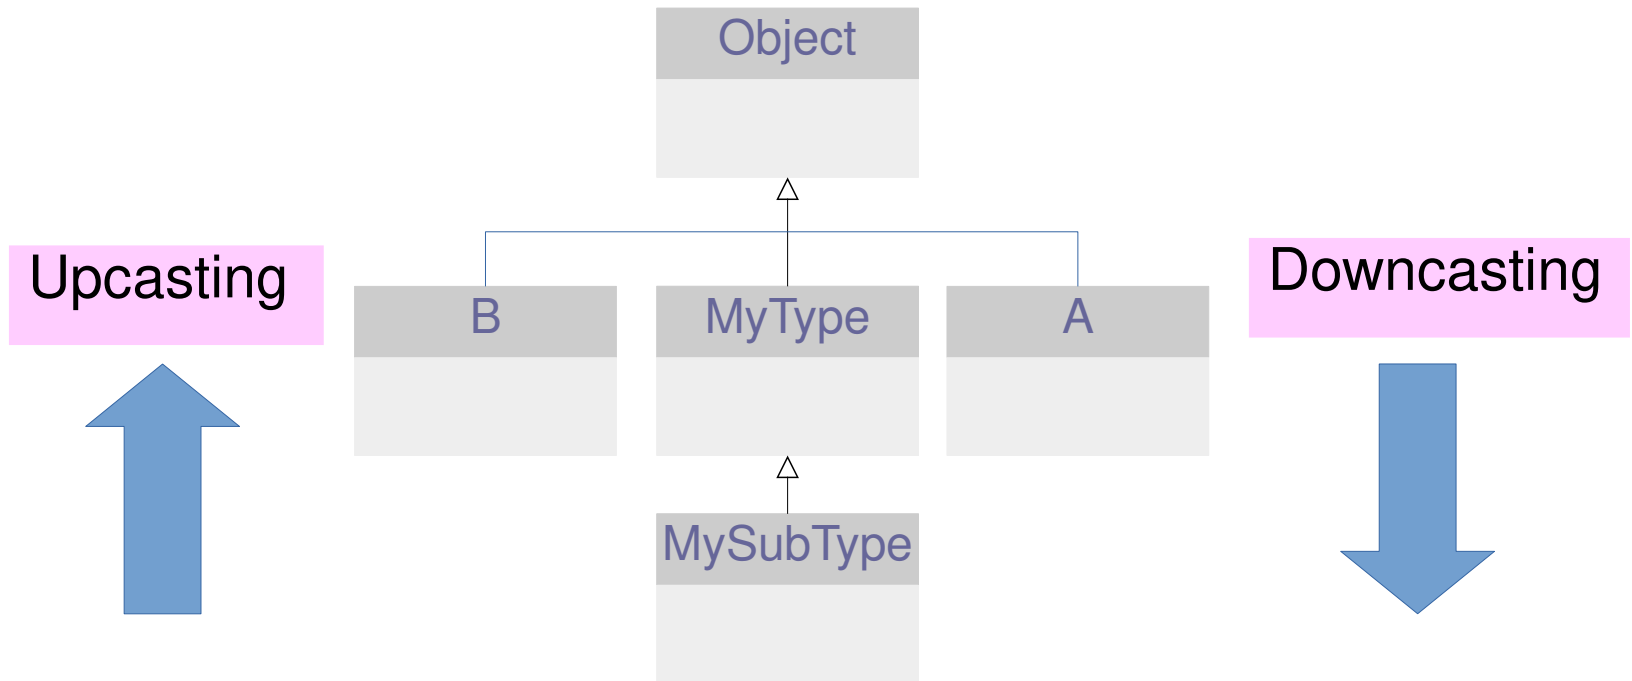 Object
Upcasting
Downcasting
B
MyType
A
MySubType